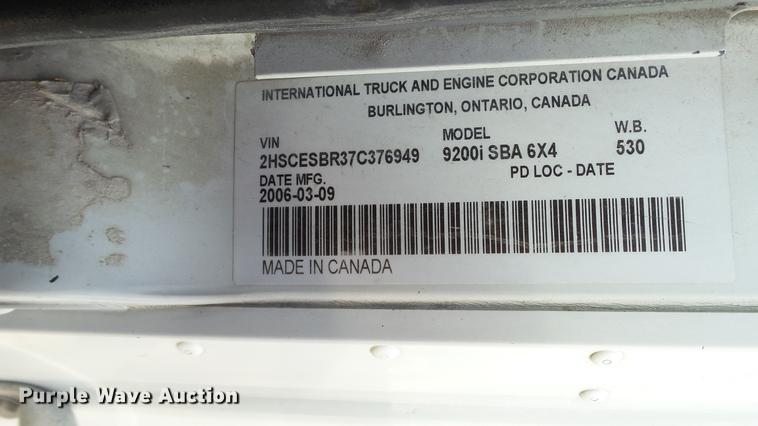 INTERNATIONAL TRUCK AND ENGINE CORPORATION CANADA
BURLINGTON, ONTARIO, CANADA
VIN MODEL W.B.
2HSCESBR37C376949 9200i SBA 6X4 530
DATE MFG. PD LOC - DATE
2006-03-09
MADE IN CANADA
Purple Wave Auction